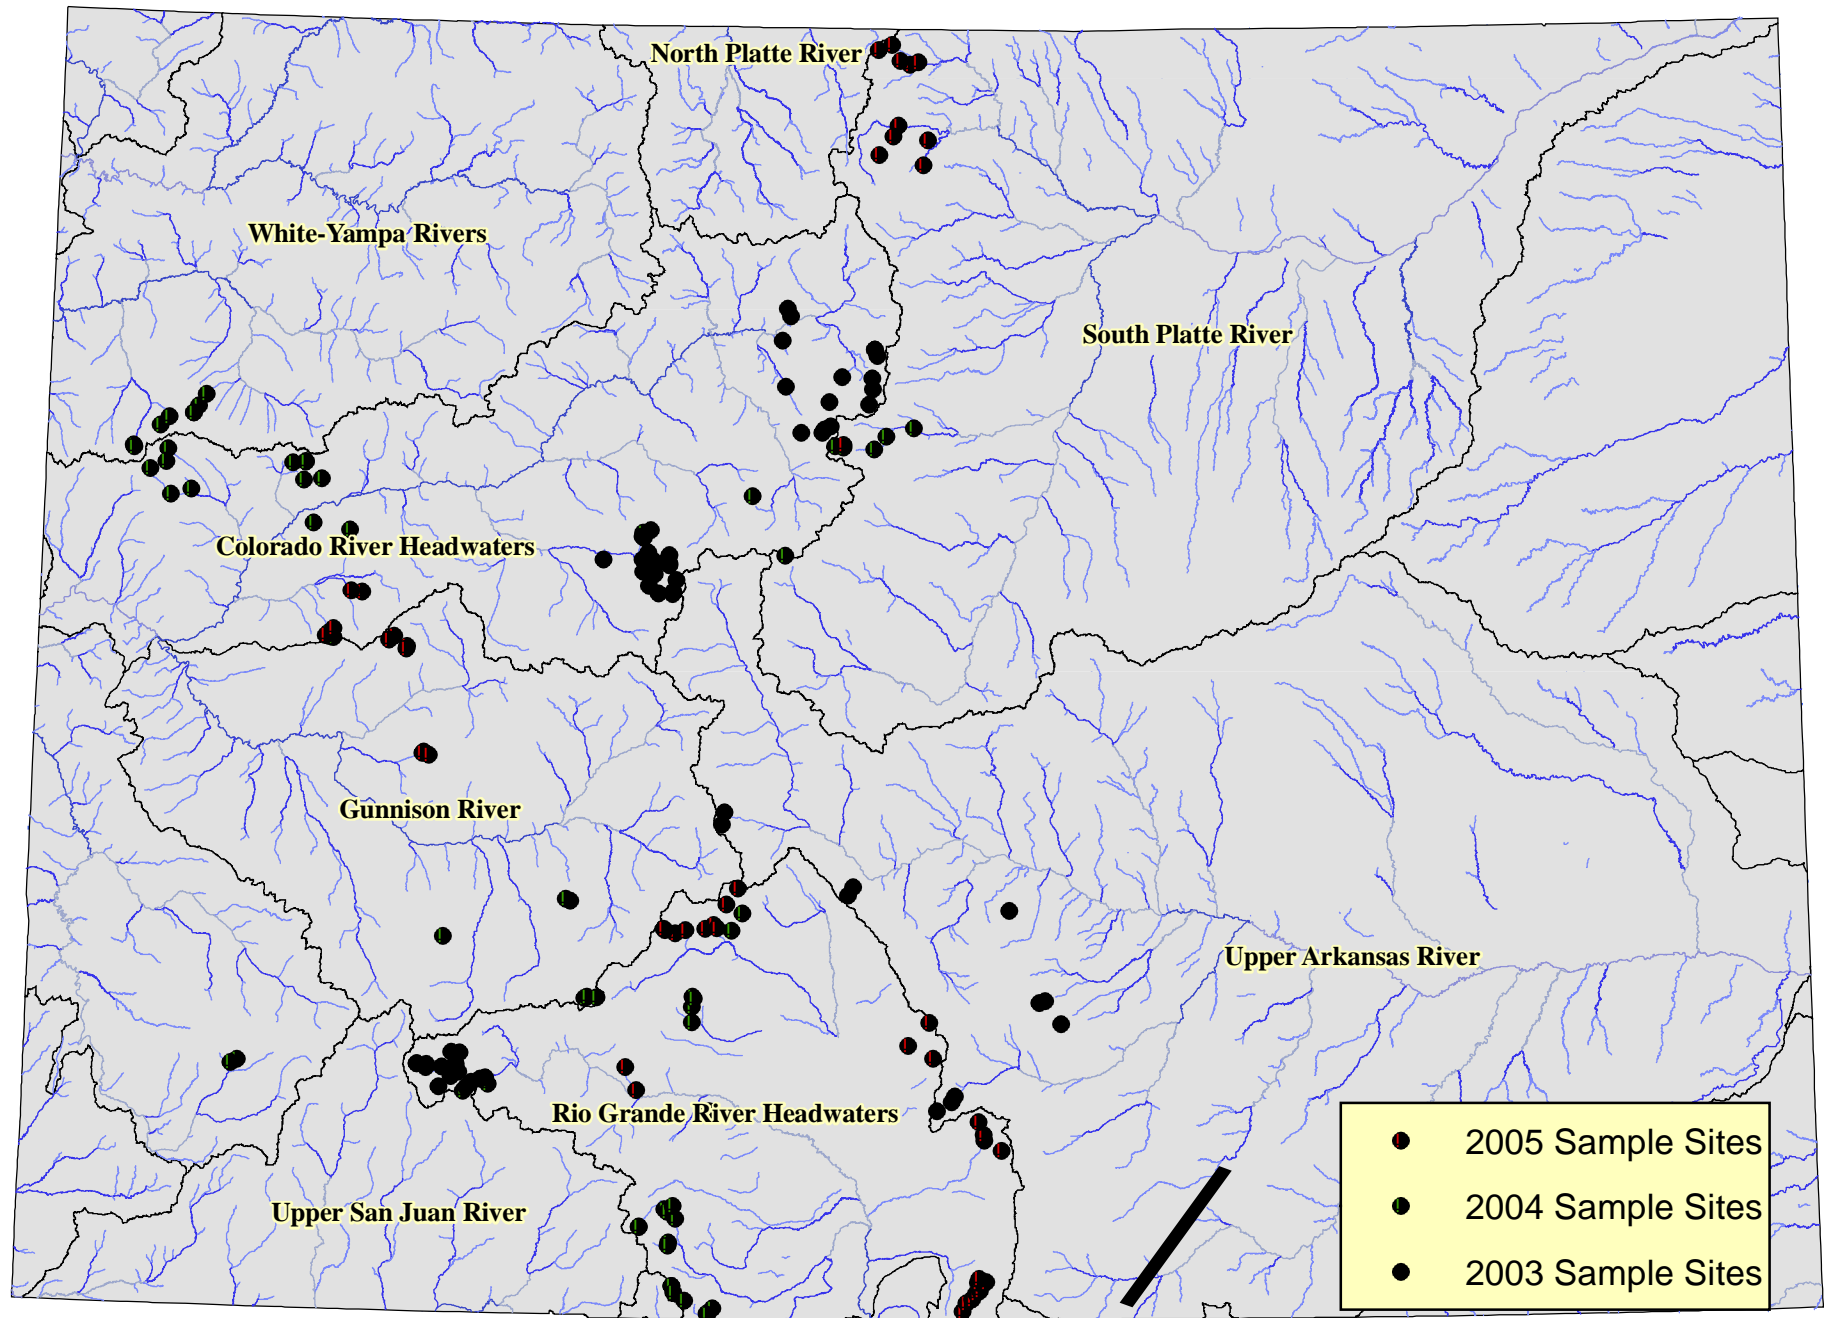 North Platte River
White-Yampa Rivers
South Platte River
Colorado River Headwaters
Gunnison River
Upper Arkansas River
Rio Grande River Headwaters
Upper San Juan River
2005 Sample Sites
2004 Sample Sites
2003 Sample Sites